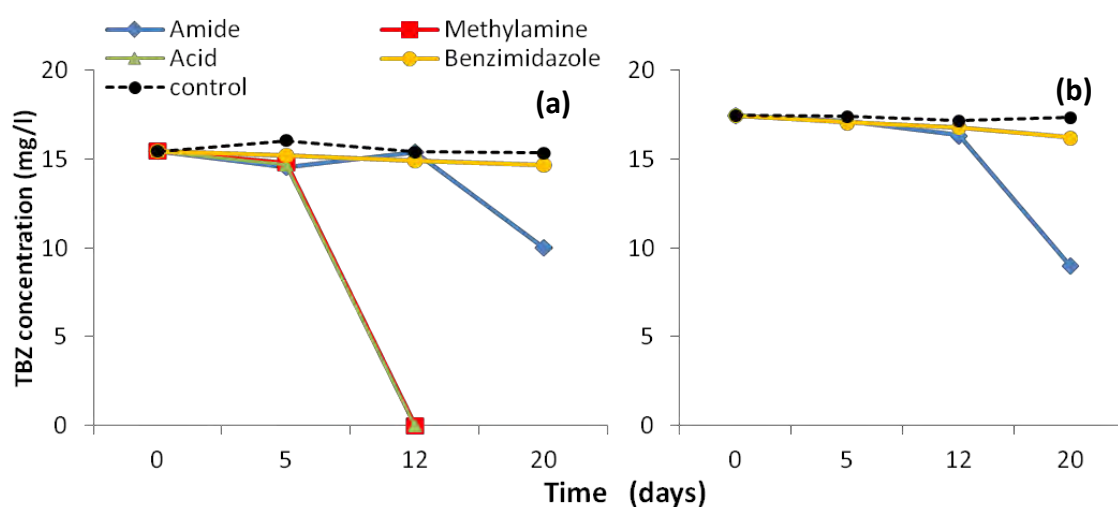 Amide Methylamine
Acid Benzimidazole
control
(a)
(b)
TBZ concentration (mg/l)
20
15
10
5
0
0 5 12 20
20
15
10
5
0
0 5 12 20
Time (days)